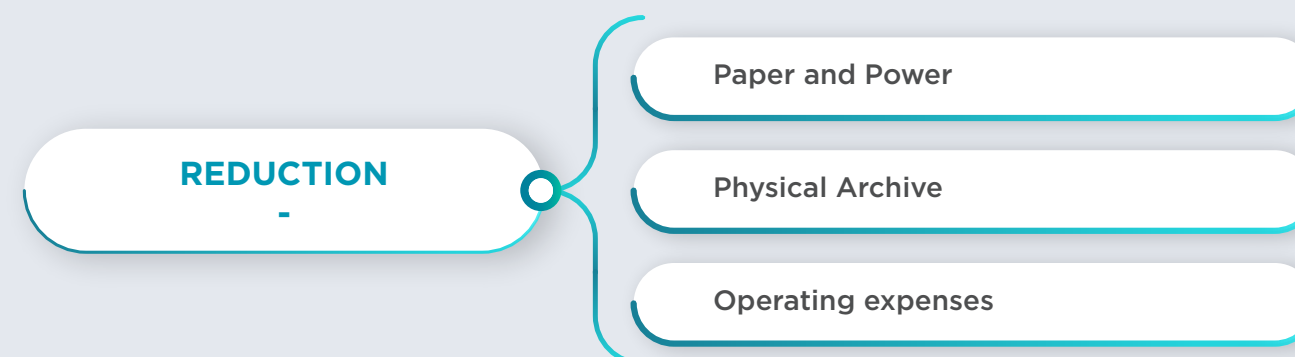 REDUCTION
-
Paper and Power
Physical Archive
Operating expenses